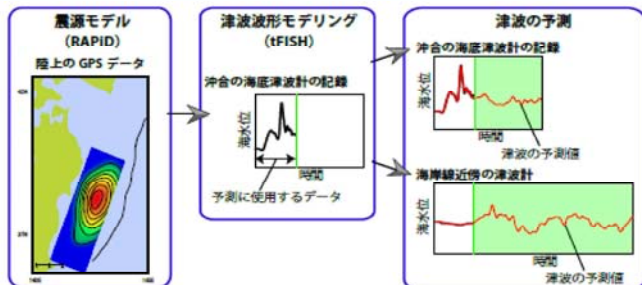 震源モデル
（RAPiD）
陸上の GPS データ
津波波形モデリング
（tFISH）
沖合の海底津波計の記録
海水位
時間
予測に使用するデータ
津波の予測
沖合の海底津波計の記録
海水位
時間
津波の予測値
海岸線近傍の津波計
海水位
時間
津波の予測値